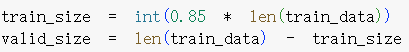 train_size = int(0.85 * len(train_data))
valid_size = len(train_data) - train_size